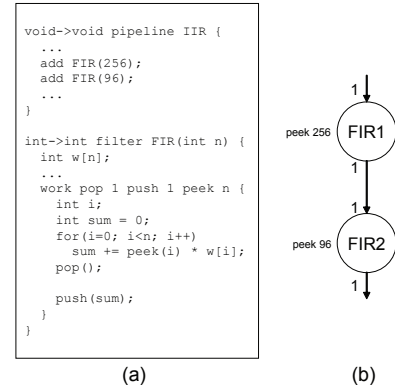 void->void pipeline IIR {
  ...
  add FIR(256);
  add FIR(96);
  ...
}
int->int filter FIR(int n) {
  int w[n];
  ...
  work pop 1 push 1 peek n {
    int i;
    int sum = 0;
    for(i=0; i<n; i++)
      sum += peek(i) * w[i];
    pop();
    push(sum);
  }
}
(a)
1
peek 256 FIR1
1
1
peek 96 FIR2
1
(b)